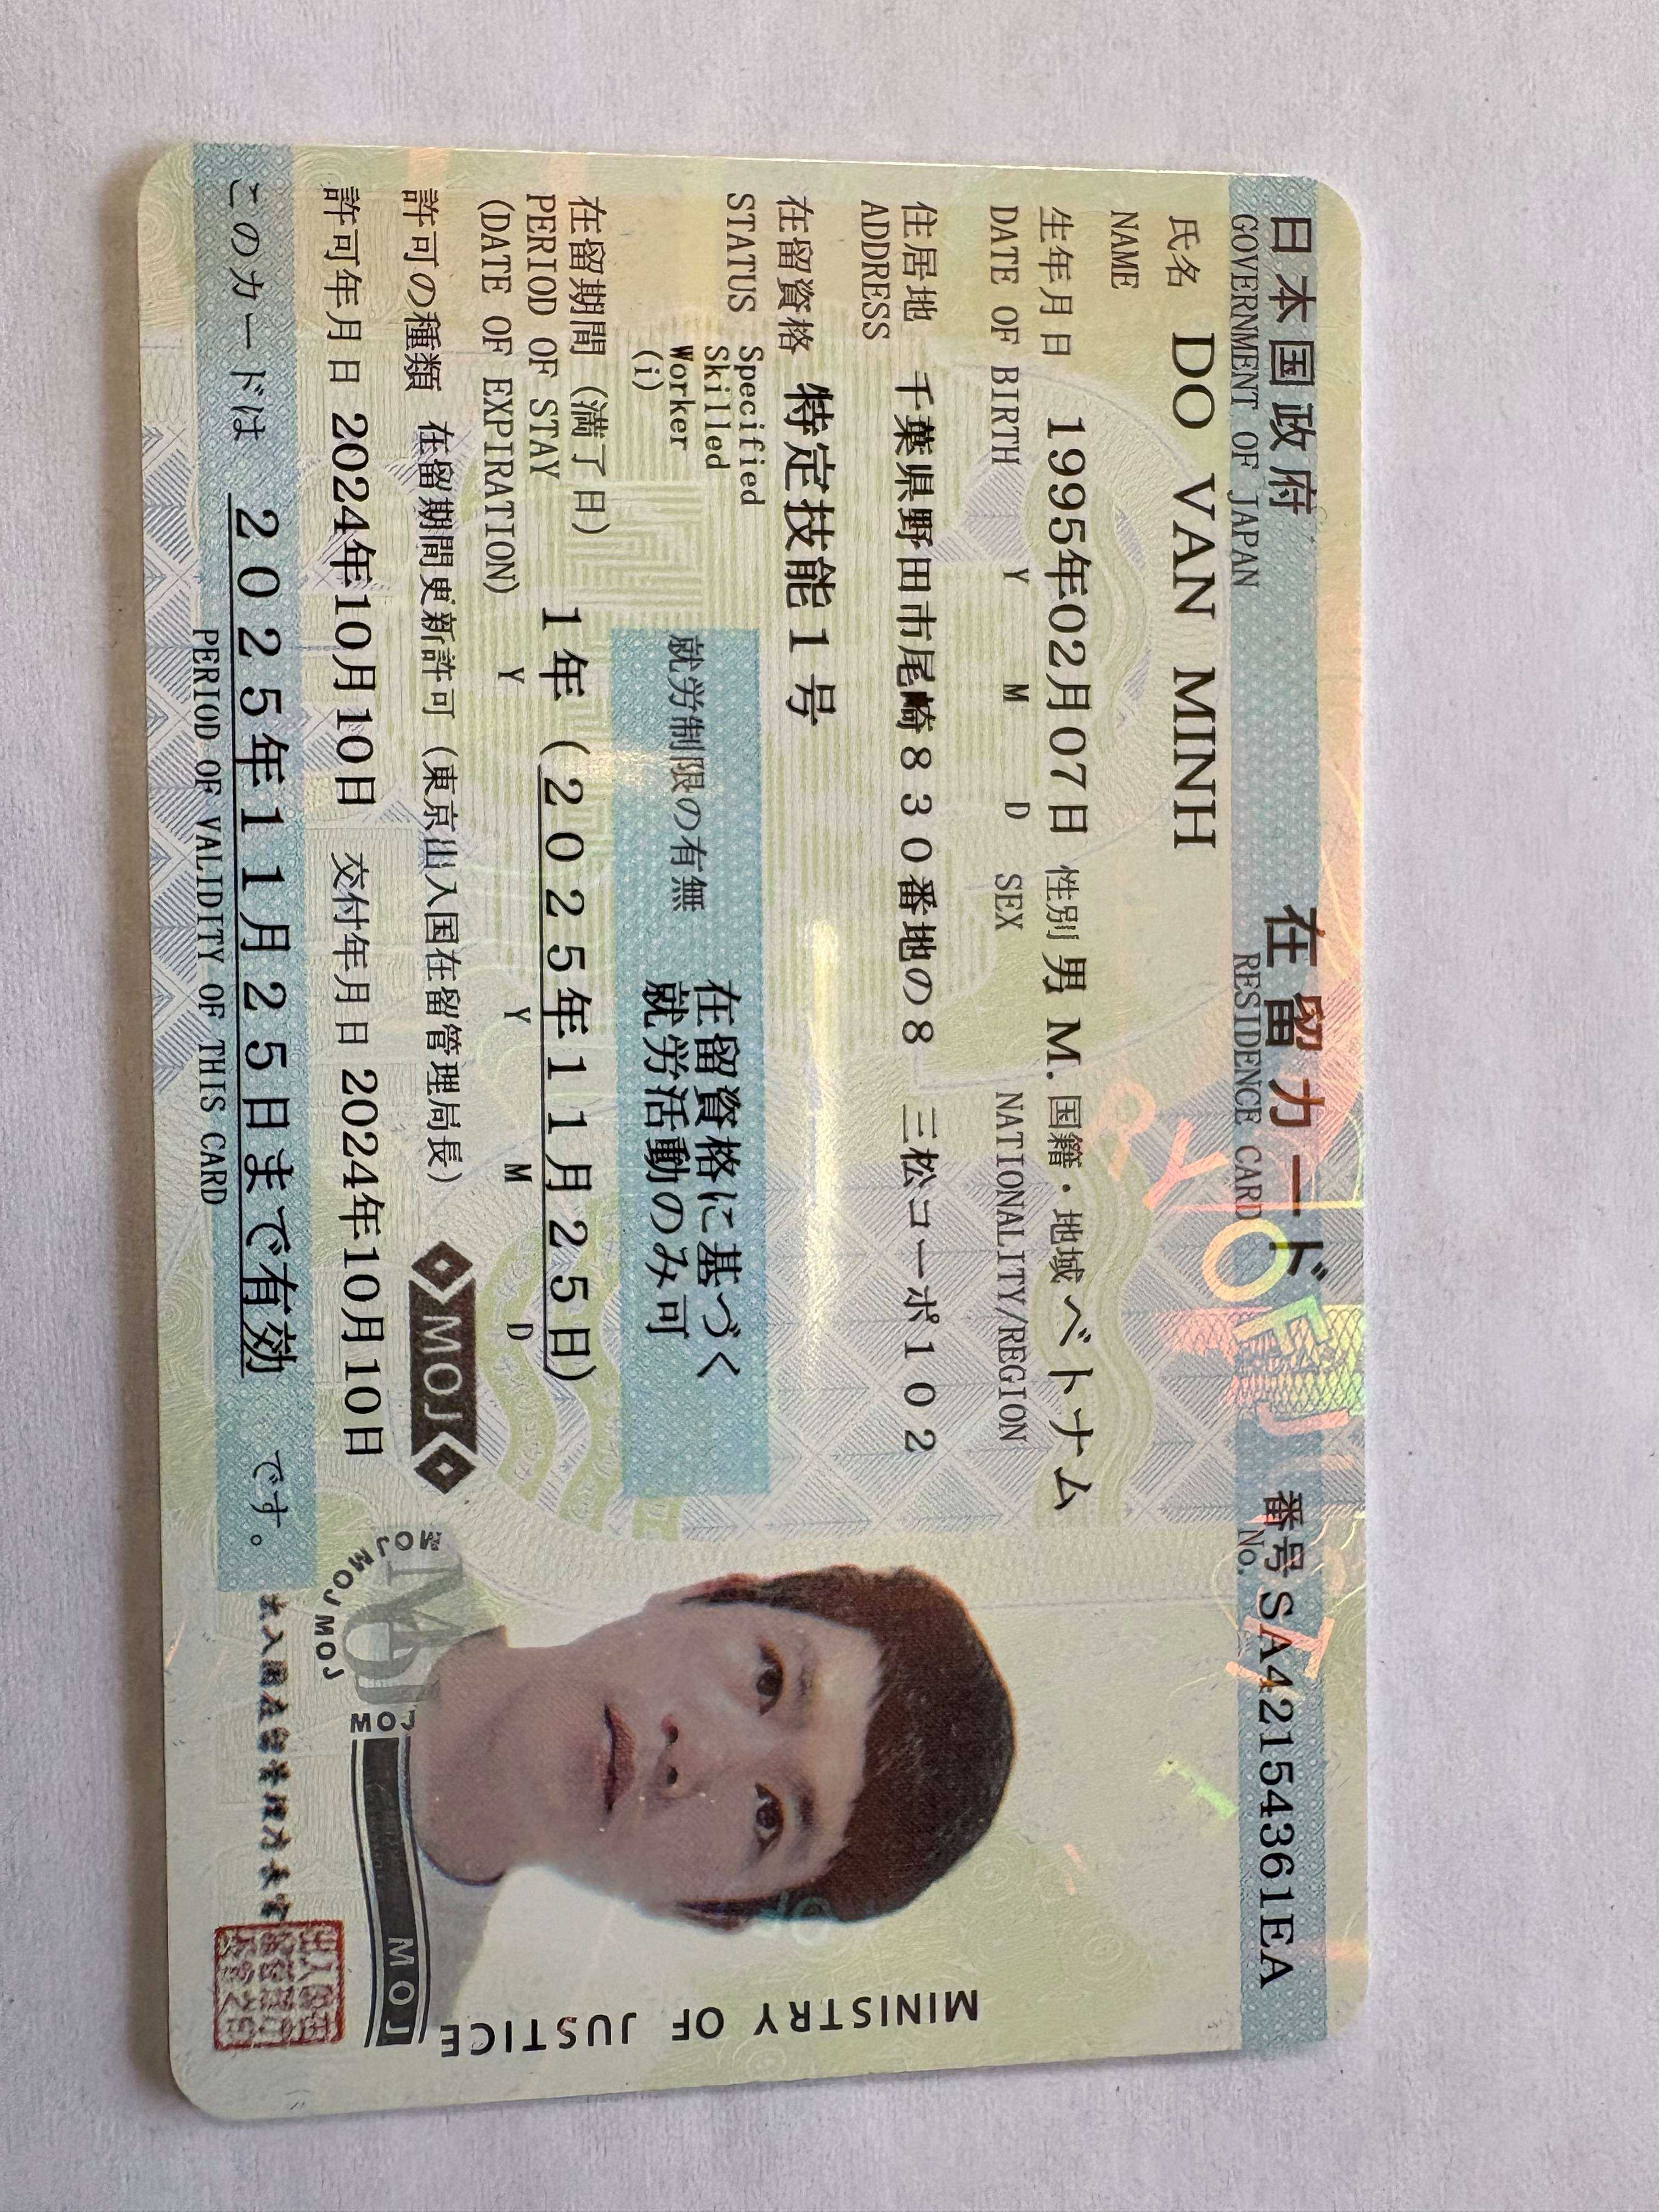 日本国政府 在留カード 番号 SA42154361EA
GOVERNMENT OF JAPAN RESIDENCE CARD No.
氏名 DO VAN MINH
NAME
生年月日 1995年02月07日 性別 男 M. 国籍・地域 ベトナム
DATE OF BIRTH Y M D SEX NATIONALITY/REGION
住居地 千葉県野田市尾崎830番地の8 三松コーポ102
ADDRESS
在留資格 特定技能1号
STATUS Specified
Skilled
Worker
(i)
就労制限の有無 在留資格に基づく
就労活動のみ可
在留期間(満了日) 1年(2025年11月25日)
PERIOD OF STAY
(DATE OF EXPIRATION) Y Y M D
許可の種類 在留期間更新許可(東京出入国在留管理局長)
許可年月日 2024年10月10日 交付年月日 2024年10月10日
このカードは 2025年11月25日まで有効 です。
PERIOD OF VALIDITY OF THIS CARD
MOJ
MOJ
MOJ MOJ MOJ
MOJ
MOJ
MINISTRY OF JUSTICE